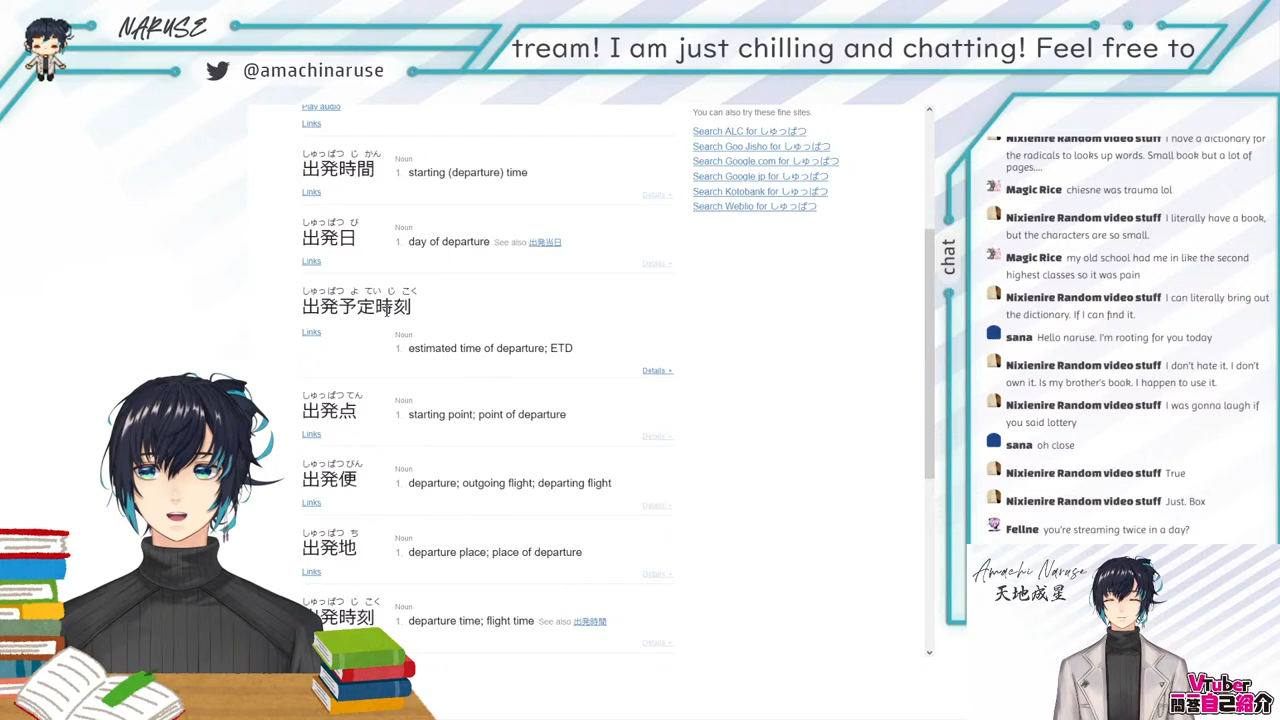 NARUSE
@amachinaruse
tream! I am just chilling and chatting! Feel free to
Play audio
Links
しゅっぱつ じ かん
出発時間
Noun
1. starting (departure) time
Links
Details
しゅっぱつ び
出発日
Noun
1. day of departure See also 出発当日
Links
Details
しゅっぱつ よ てい じ こく
出発予定時刻
Links
Noun
1. estimated time of departure; ETD
Details
しゅっぱつてん
出発点
Noun
1. starting point; point of departure
Links
Details
しゅっぱつびん
出発便
Noun
1. departure; outgoing flight; departing flight
Links
Details
しゅっぱつ ち
出発地
Noun
1. departure place; place of departure
Links
Details
しゅっぱつ じ こく
出発時刻
Noun
1. departure time; flight time See also 出発時間
Details
You can also try these fine sites.
Search ALC for しゅっぱつ
Search Goo Jisho for しゅっぱつ
Search Google.com for しゅっぱつ
Search Google.jp for しゅっぱつ
Search Kotobank for しゅっぱつ
Search Weblio for しゅっぱつ
chat
Nixienire Random video stuff I have a dictionary for
the radicals to looks up words. Small book but a lot of
pages....
Magic Rice chiesne was trauma lol
Nixienire Random video stuff I literally have a book,
but the characters are so small.
Magic Rice my old school had me in like the second
highest classes so it was pain
Nixienire Random video stuff I can literally bring out
the dictionary. If I can find it.
sana Hello naruse. I'm rooting for you today
Nixienire Random video stuff I don't hate it. I don't
own it. Is my brother's book. I happen to use it.
Nixienire Random video stuff I was gonna laugh if
you said lottery
sana oh close
Nixienire Random video stuff True
Nixienire Random video stuff Just. Box
Fellne you're streaming twice in a day?
Amachi Naruse
天地成星
VTuber
一問一答自己紹介